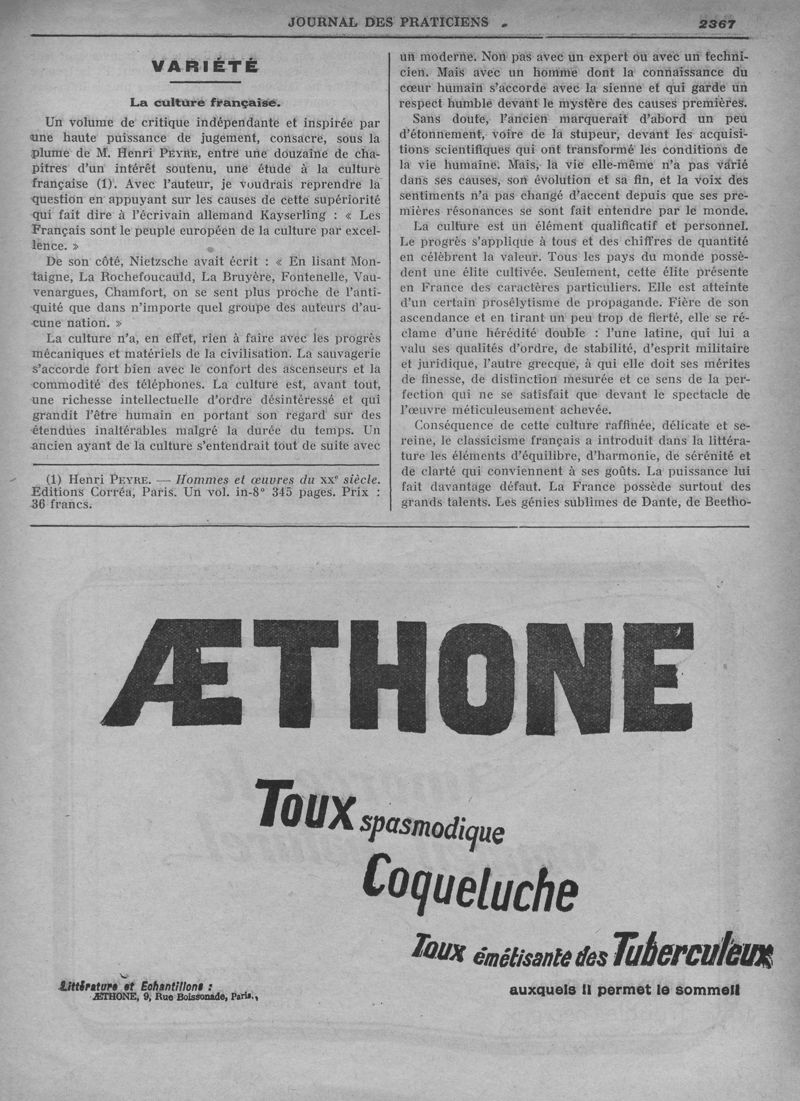 JOURNAL DES PRATICIENS
2367
VARIÉTÉ
La culture française.
Un volume de critique indépendante et inspirée par
une haute puissance de jugement, consacre, sous la
plume de M. Henri PEYRE, entre une douzaine de cha-
pitres d'un intérêt soutenu, une étude à la culture
française (1). Avec l'auteur, je voudrais reprendre la
question en appuyant sur les causes de cette supériorité
qui fait dire à l'écrivain allemand Kayserling : « Les
Français sont le peuple européen de la culture par excel-
lence. »
De son côté, Nietzsche avait écrit : « En lisant Mon-
taigne, La Rochefoucauld, La Bruyère, Fontenelle, Vau-
venargues, Chamfort, on se sent plus proche de l'anti-
quité que dans n'importe quel groupe des auteurs d'au-
cune nation. »
La culture n'a, en effet, rien à faire avec les progrès
mécaniques et matériels de la civilisation. La sauvagerie
s'accorde fort bien avec le confort des ascenseurs et la
commodité des téléphones. La culture est, avant tout,
une richesse intellectuelle d'ordre désintéressé et qui
grandit l'être humain en portant son regard sur des
étendues inaltérables malgré la durée du temps. Un
ancien ayant de la culture s'entendrait tout de suite avec
(1) Henri PEYRE. — Hommes et œuvres du XXe siècle.
Editions Corréa, Paris. Un vol. in-8° 345 pages. Prix :
36 francs.
un moderne. Non pas avec un expert ou avec un techni-
cien. Mais avec un homme dont la connaissance du
cœur humain s'accorde avec la sienne et qui garde un
respect humble devant le mystère des causes premières.
Sans doute, l'ancien marquerait d'abord un peu
d'étonnement, voire de la stupeur, devant les acquisi-
tions scientifiques qui ont transformé les conditions de
la vie humaine. Mais, la vie elle-même n'a pas varié
dans ses causes, son évolution et sa fin, et la voix des
sentiments n'a pas changé d'accent depuis que ses pre-
mières résonances se sont fait entendre par le monde.
La culture est un élément qualificatif et personnel.
Le progrès s'applique à tous et des chiffres de quantité
en célèbrent la valeur. Tous les pays du monde possè-
dent une élite cultivée. Seulement, cette élite présente
en France des caractères particuliers. Elle est atteinte
d'un certain prosélytisme de propagande. Fière de son
ascendance et en tirant un peu trop de fierté, elle se ré-
clame d'une hérédité double : l'une latine, qui lui a
valu ses qualités d'ordre, de stabilité, d'esprit militaire
et juridique, l'autre grecque, à qui elle doit ses mérites
de finesse, de distinction mesurée et ce sens de la per-
fection qui ne se satisfait que devant le spectacle de
l'œuvre méticuleusement achevée.
Conséquence de cette culture raffinée, délicate et se-
reine, le classicisme français a introduit dans la littéra-
ture les éléments d'équilibre, d'harmonie, de sérénité et
de clarté qui conviennent à ses goûts. La puissance lui
fait davantage défaut. La France possède surtout des
grands talents. Les génies sublimes de Dante, de Beetho-
ÆTHONE
Toux spasmodique
Coqueluche
Toux émétisante des Tuberculeux
auxquels il permet le sommeil
Littérature et Echantillons :
ÆTHONE, 9, Rue Boissonade, Paris.